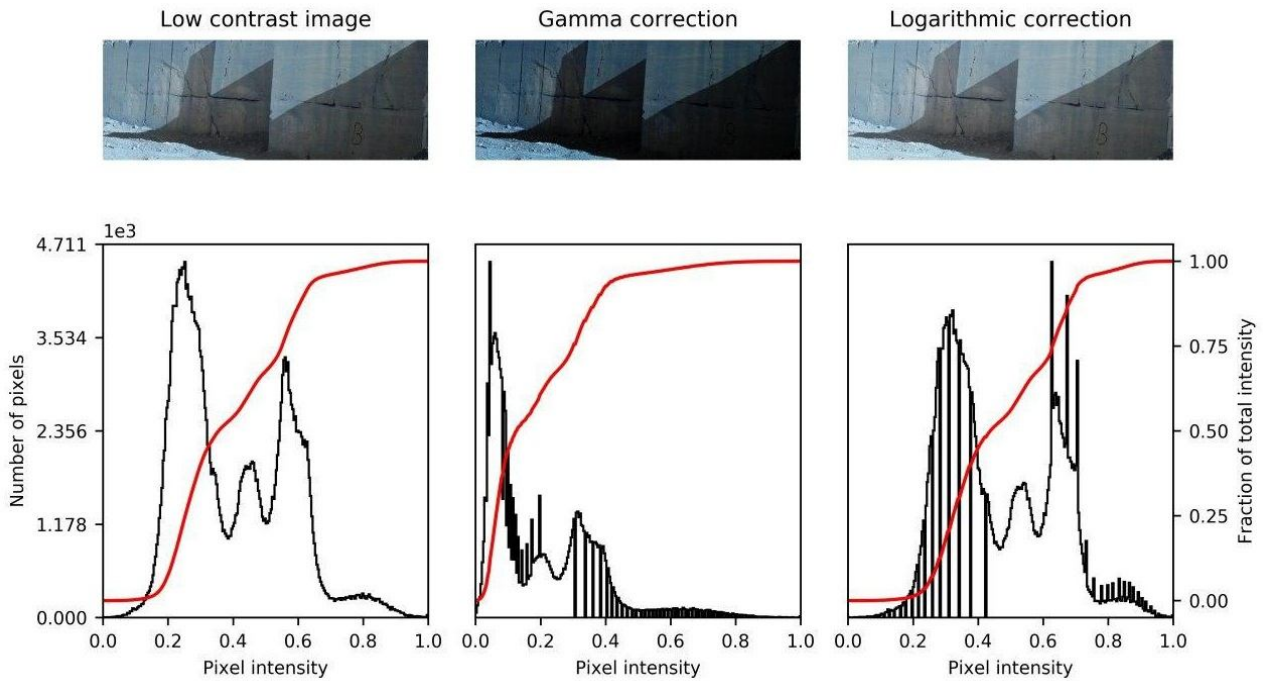 Low contrast image
Gamma correction
Logarithmic correction
1e3
4.711
3.534
2.356
1.178
0.000
Number of pixels
0.0 0.2 0.4 0.6 0.8 1.0
Pixel intensity
0.0 0.2 0.4 0.6 0.8 1.0
Pixel intensity
0.0 0.2 0.4 0.6 0.8 1.0
Pixel intensity
1.00
0.75
0.50
0.25
0.00
Fraction of total intensity